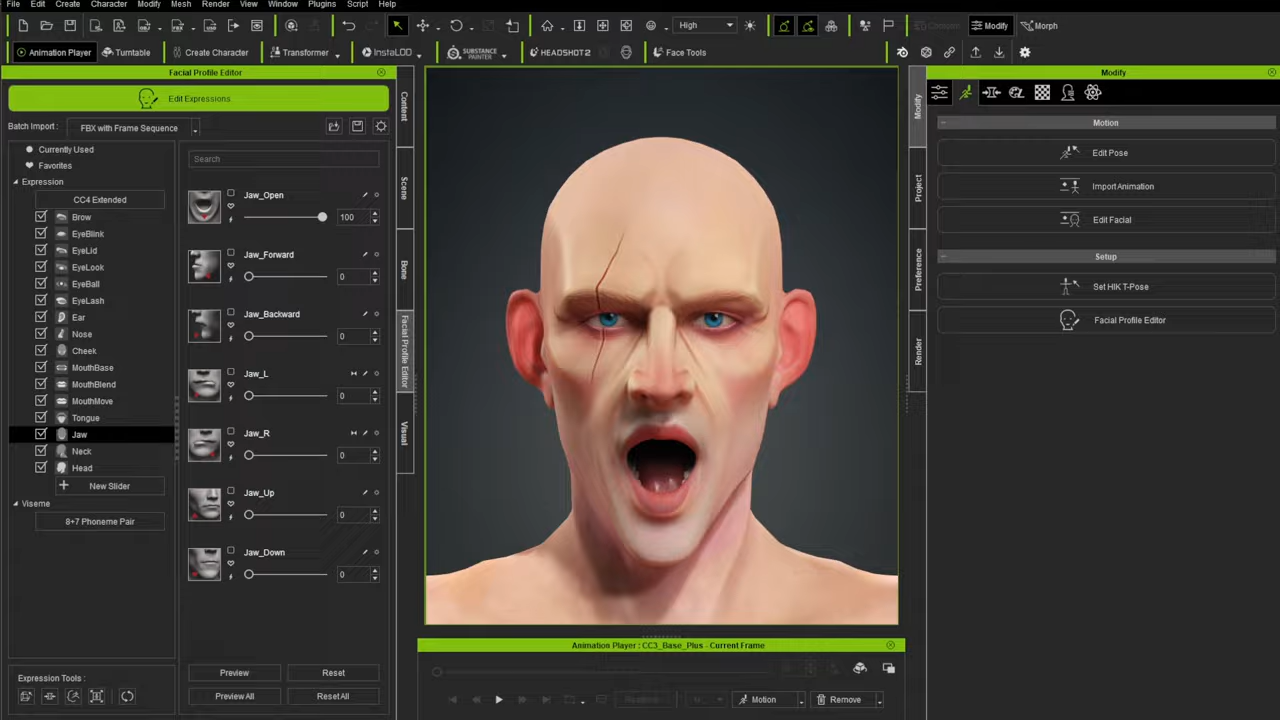 File Edit Create Character Modify Mesh Render View Window Plugins Script Help
High Modify Morph
Animation Player Turntable Create Character Transformer InstaLOD SUBSTANCE PAINTER HEADSHOT2 Face Tools
Facial Profile Editor
Edit Expressions
Batch Import : FBX with Frame Sequence
Currently Used
Favorites
Expression
CC4 Extended
Brow
EyeBlink
EyeLid
EyeLook
EyeBall
EyeLash
Ear
Nose
Cheek
MouthBase
MouthBlend
MouthMove
Tongue
Jaw
Neck
Head
New Slider
Viseme
8+7 Phoneme Pair
Expression Tools :
Search
Jaw_Open
100
Jaw_Forward
0
Jaw_Backward
0
Jaw_L
0
Jaw_R
0
Jaw_Up
0
Jaw_Down
0
Preview Reset
Preview All Reset All
Content
Scene
Bone
Facial Profile Editor
Visual
Animation Player : CC3_Base_Plus - Current Frame
Motion Remove
Modify
Project
Preference
Render
Modify
Motion
Edit Pose
Import Animation
Edit Facial
Setup
Set HIK T-Pose
Facial Profile Editor